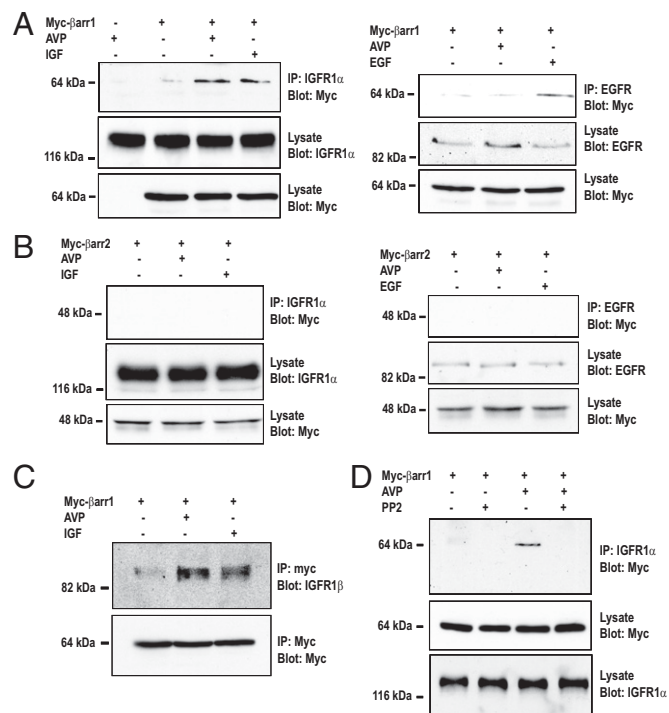 A
Myc-βarr1 - + + +
AVP + - + -
IGF - - - +
64 kDa
IP: IGFR1α
Blot: Myc
116 kDa
Lysate
Blot: IGFR1α
64 kDa
Lysate
Blot: Myc
Myc-βarr1 + + +
AVP - + -
EGF - - +
64 kDa
IP: EGFR
Blot: Myc
82 kDa
Lysate
Blot: EGFR
64 kDa
Lysate
Blot: Myc
B
Myc-βarr2 + + +
AVP - + -
IGF - - +
48 kDa
IP: IGFR1α
Blot: Myc
116 kDa
Lysate
Blot: IGFR1α
48 kDa
Lysate
Blot: Myc
Myc-βarr2 + + +
AVP - + -
EGF - - +
48 kDa
IP: EGFR
Blot: Myc
82 kDa
Lysate
Blot: EGFR
48 kDa
Lysate
Blot: Myc
C
Myc-βarr1 + + +
AVP - + -
IGF - - +
82 kDa
IP: myc
Blot: IGFR1β
64 kDa
IP: Myc
Blot: Myc
D
Myc-βarr1 + + + +
AVP - - + +
PP2 - + - +
64 kDa
IP: IGFR1α
Blot: Myc
64 kDa
Lysate
Blot: Myc
116 kDa
Lysate
Blot: IGFR1α